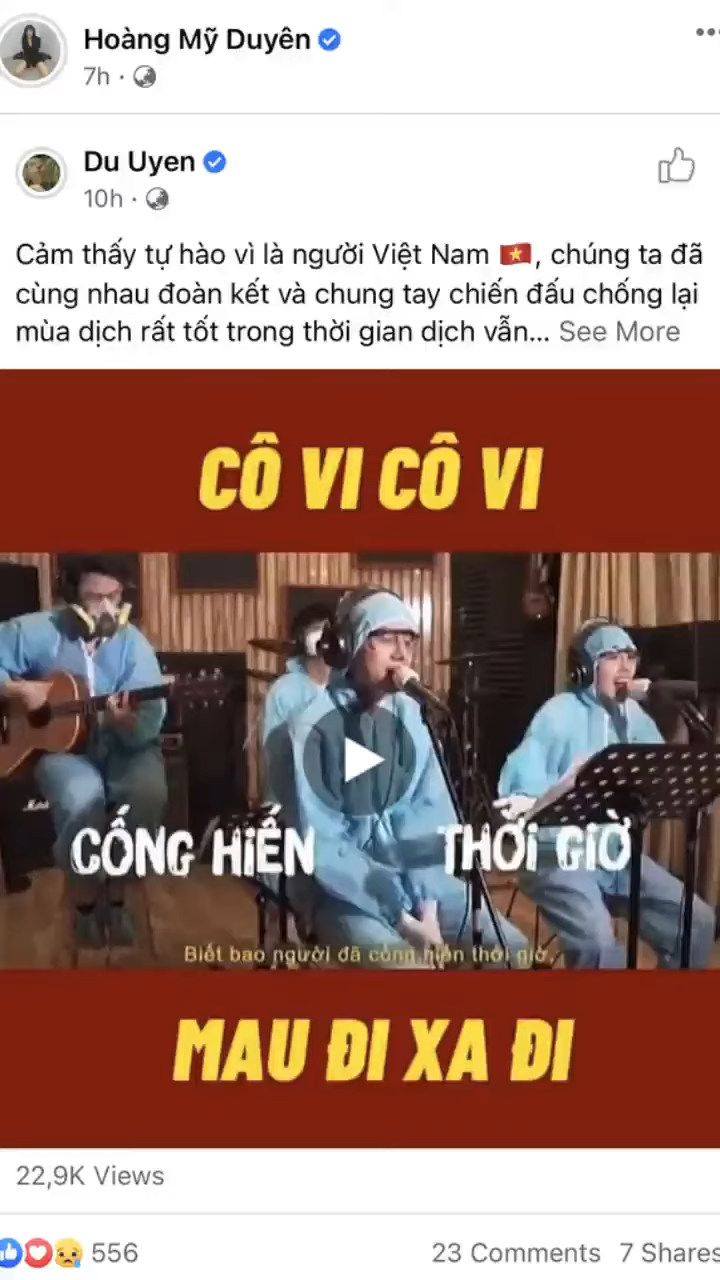 Hoàng Mỹ Duyên
7h ·
Du Uyen
10h ·
Cảm thấy tự hào vì là người Việt Nam 🇻🇳, chúng ta đã
cùng nhau đoàn kết và chung tay chiến đấu chống lại
mùa dịch rất tốt trong thời gian dịch vẫn... See More
CÔ VI CÔ VI
CỐNG HiẾN THỜi GiỜ
Biết bao người đã cống hiến thời giờ,
MAU ĐI XA ĐI
22,9K Views
556 23 Comments 7 Shares